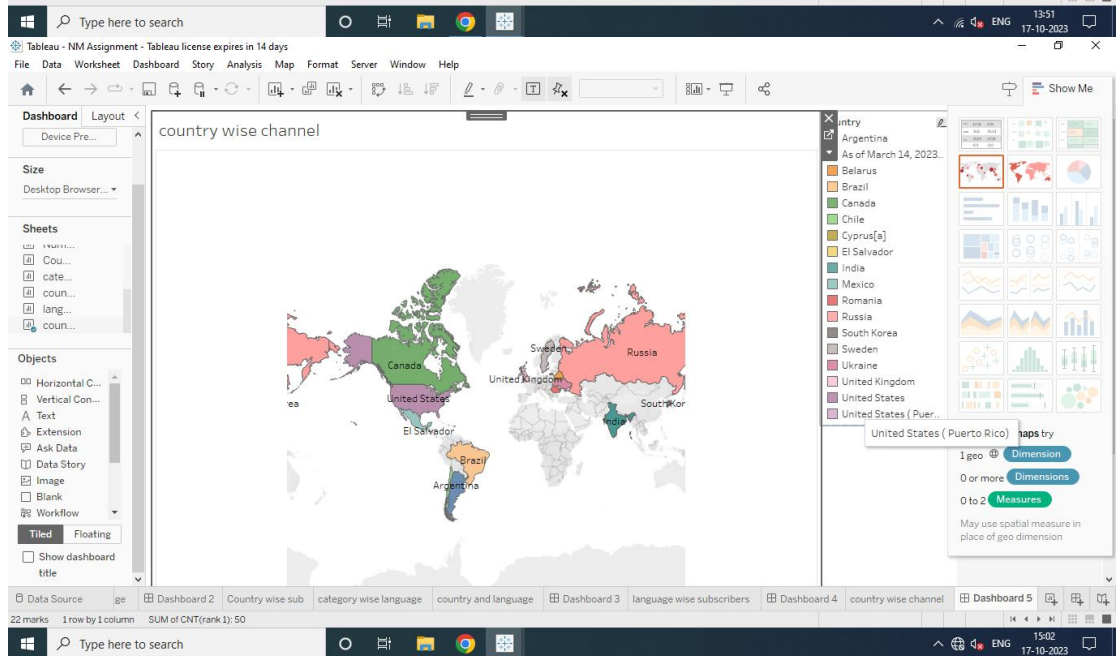 Type here to search
ENG
13:51
17-10-2023
Tableau - NM Assignment - Tableau license expires in 14 days
File Data Worksheet Dashboard Story Analysis Map Format Server Window Help
Show Me
Dashboard Layout
Device Pre...
Size
Desktop Browser...
Sheets
Num...
Cou...
cate...
coun...
lang...
coun...
Objects
Horizontal C...
Vertical Con...
A Text
Extension
Ask Data
Data Story
Image
Blank
Workflow
Tiled Floating
Show dashboard
title
country wise channel
Canada
United States
El Salvador
Brazil
Argentina
Sweden
United Kingdom
Russia
India
South Kor
ea
untry
Argentina
As of March 14, 2023..
Belarus
Brazil
Canada
Chile
Cyprus[a]
El Salvador
India
Mexico
Romania
Russia
South Korea
Sweden
Ukraine
United Kingdom
United States
United States ( Puer..
United States ( Puerto Rico)
maps try
1 geo Dimension
0 or more Dimensions
0 to 2 Measures
May use spatial measure in
place of geo dimension
Data Source ge Dashboard 2 Country wise sub category wise language country and language Dashboard 3 language wise subscribers Dashboard 4 country wise channel Dashboard 5
22 marks 1 row by 1 column SUM of CNT(rank 1): 50
Type here to search
ENG
15:02
17-10-2023